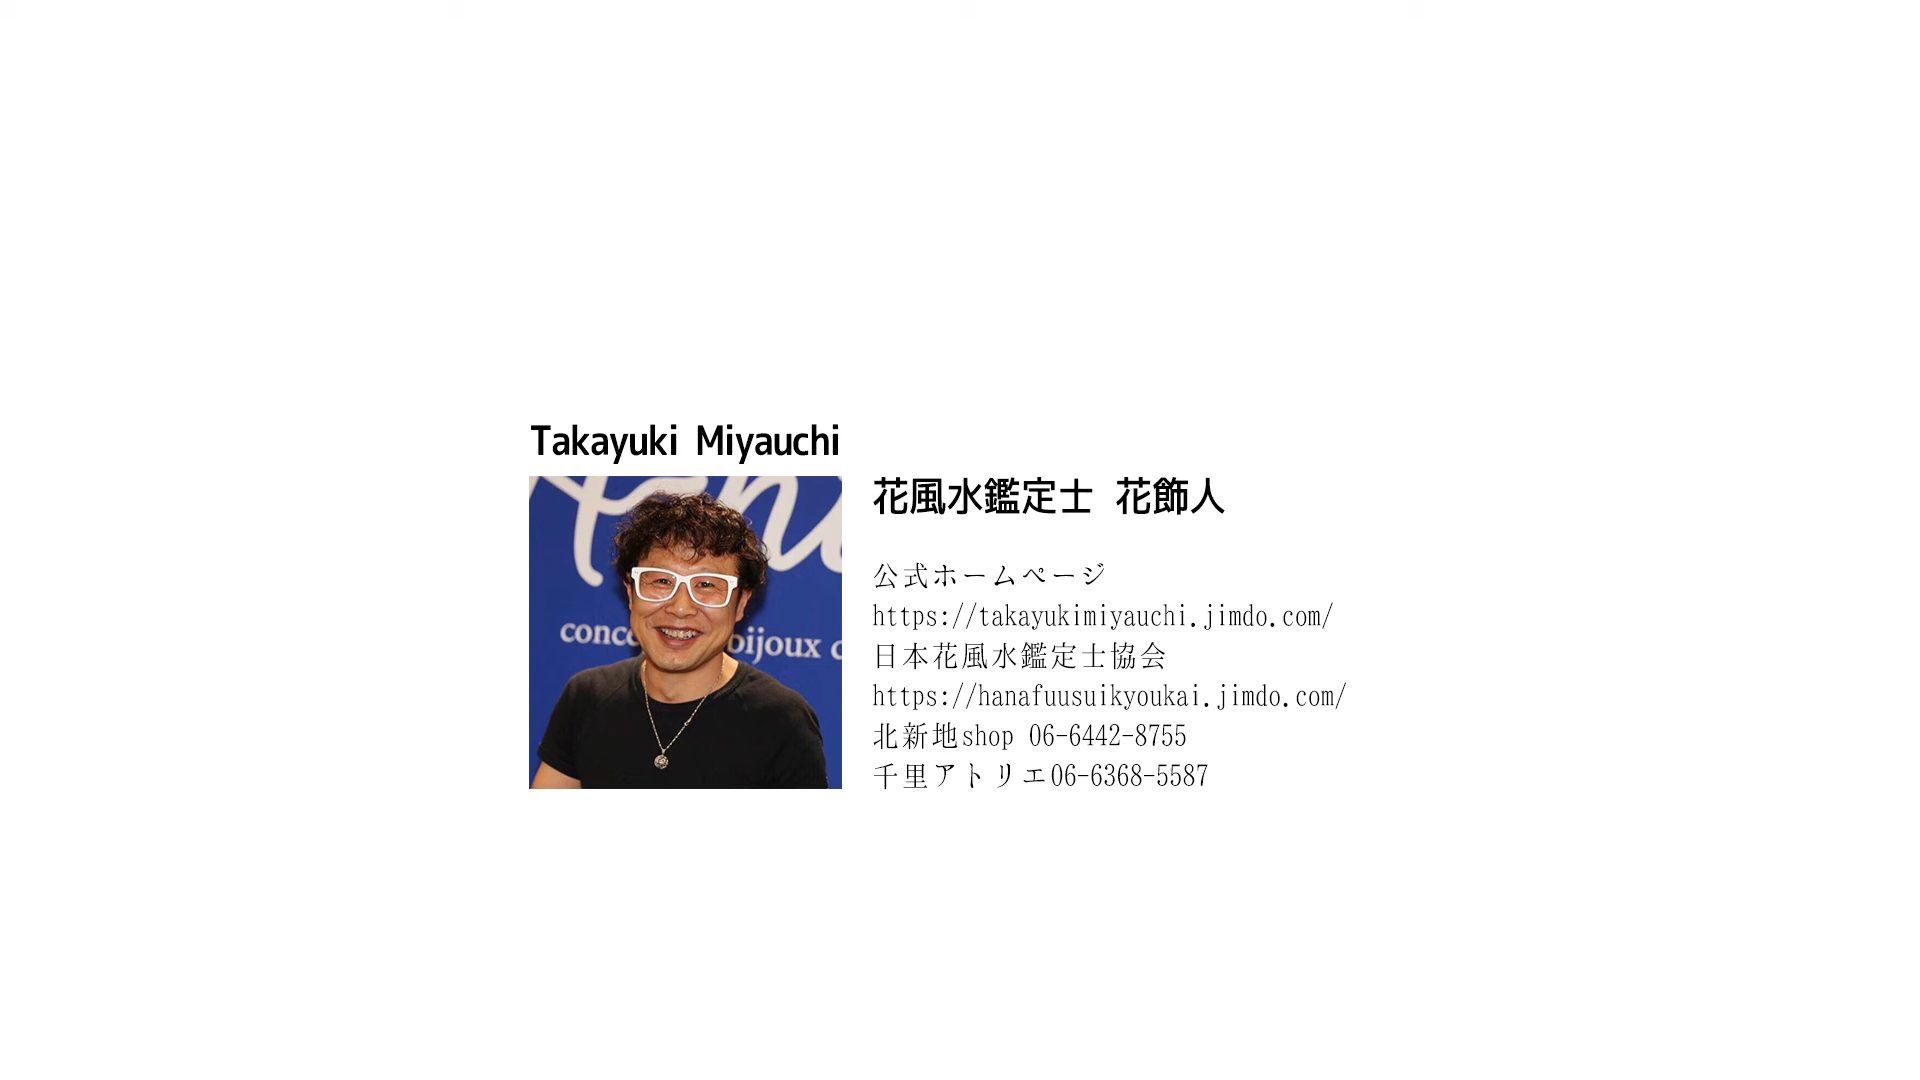 Takayuki Miyauchi
花風水鑑定士 花飾人
conce bijoux c
公式ホームページ
https://takayukimiyauchi.jimdo.com/
日本花風水鑑定士協会
https://hanafuusuikyoukai.jimdo.com/
北新地shop 06-6442-8755
千里アトリエ06-6368-5587